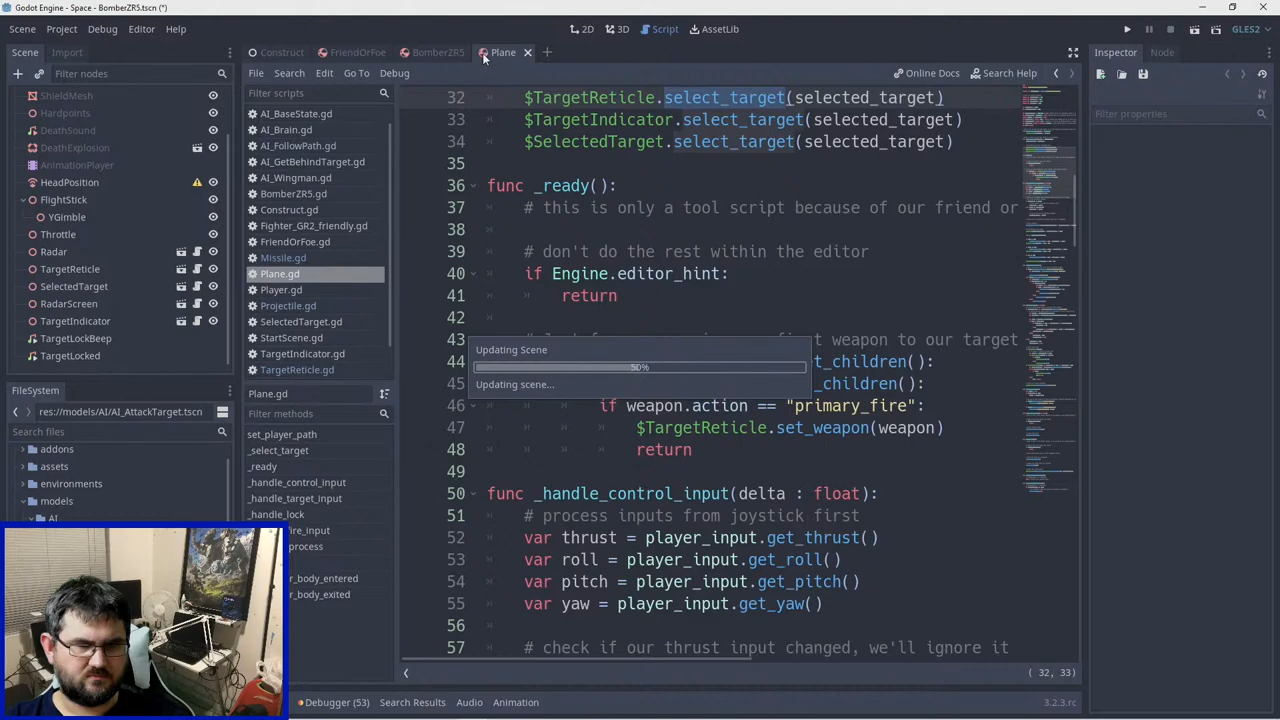 Godot Engine - Space - BomberZR5.tscn (*)
Scene Project Debug Editor Help
2D 3D Script AssetLib
GLES2
Scene Import
Filter nodes
ShieldMesh
Hardpoints
DeathSound
DeathExplosion
AnimationPlayer
HeadPosition
FlightStick
YGimble
Throttle
Radar
TargetReticle
SelectedTarget
RadarScreen
TargetIndicator
TargetLockBeep
TargetLocked
FileSystem
res://models/AI/AI_AttackTarget.tscn
Search files
addons
assets
environments
models
AI
Construct FriendOrFoe BomberZR5 Plane
File Search Edit Go To Debug
Online Docs Search Help
Filter scripts
AI_BaseState.gd
AI_Brain.gd
AI_FollowPath.gd
AI_GetBehindTarget.gd
AI_Wingman.gd
BomberZR5.gd
Construct.gd
Fighter_GR2_friendly.gd
FriendOrFoe.gd
Missile.gd
Plane.gd
Player.gd
Projectile.gd
SelectedTarget.gd
StartScene.gd
TargetIndicator.gd
TargetReticle.gd
Plane.gd
Filter methods
set_player_path
_select_target
_ready
_handle_control_input
_handle_target_input
_handle_lock
fire_input
process
body_entered
body_exited
32 $TargetReticle.select_target(selected_target)
33 $TargetIndicator.select_target(selected_target)
34 $SelectedTarget.select_target(selected_target)
35
36 func _ready():
37 # this is only a tool script because of our friend or
38
39 # don't do the rest within the editor
40 if Engine.editor_hint:
41 return
42
43 weapon to our target
44 t_children():
45 _children():
46 if weapon.action == "primary_fire":
47 $TargetReticle.set_weapon(weapon)
48 return
49
50 func _handle_control_input(delta : float):
51 # process inputs from joystick first
52 var thrust = player_input.get_thrust()
53 var roll = player_input.get_roll()
54 var pitch = player_input.get_pitch()
55 var yaw = player_input.get_yaw()
56
57 # check if our thrust input changed, we'll ignore it
Updating Scene
50%
Updating scene...
( 32, 33)
Debugger (53) Search Results Audio Animation
3.2.3.rc
Inspector Node
Filter properties